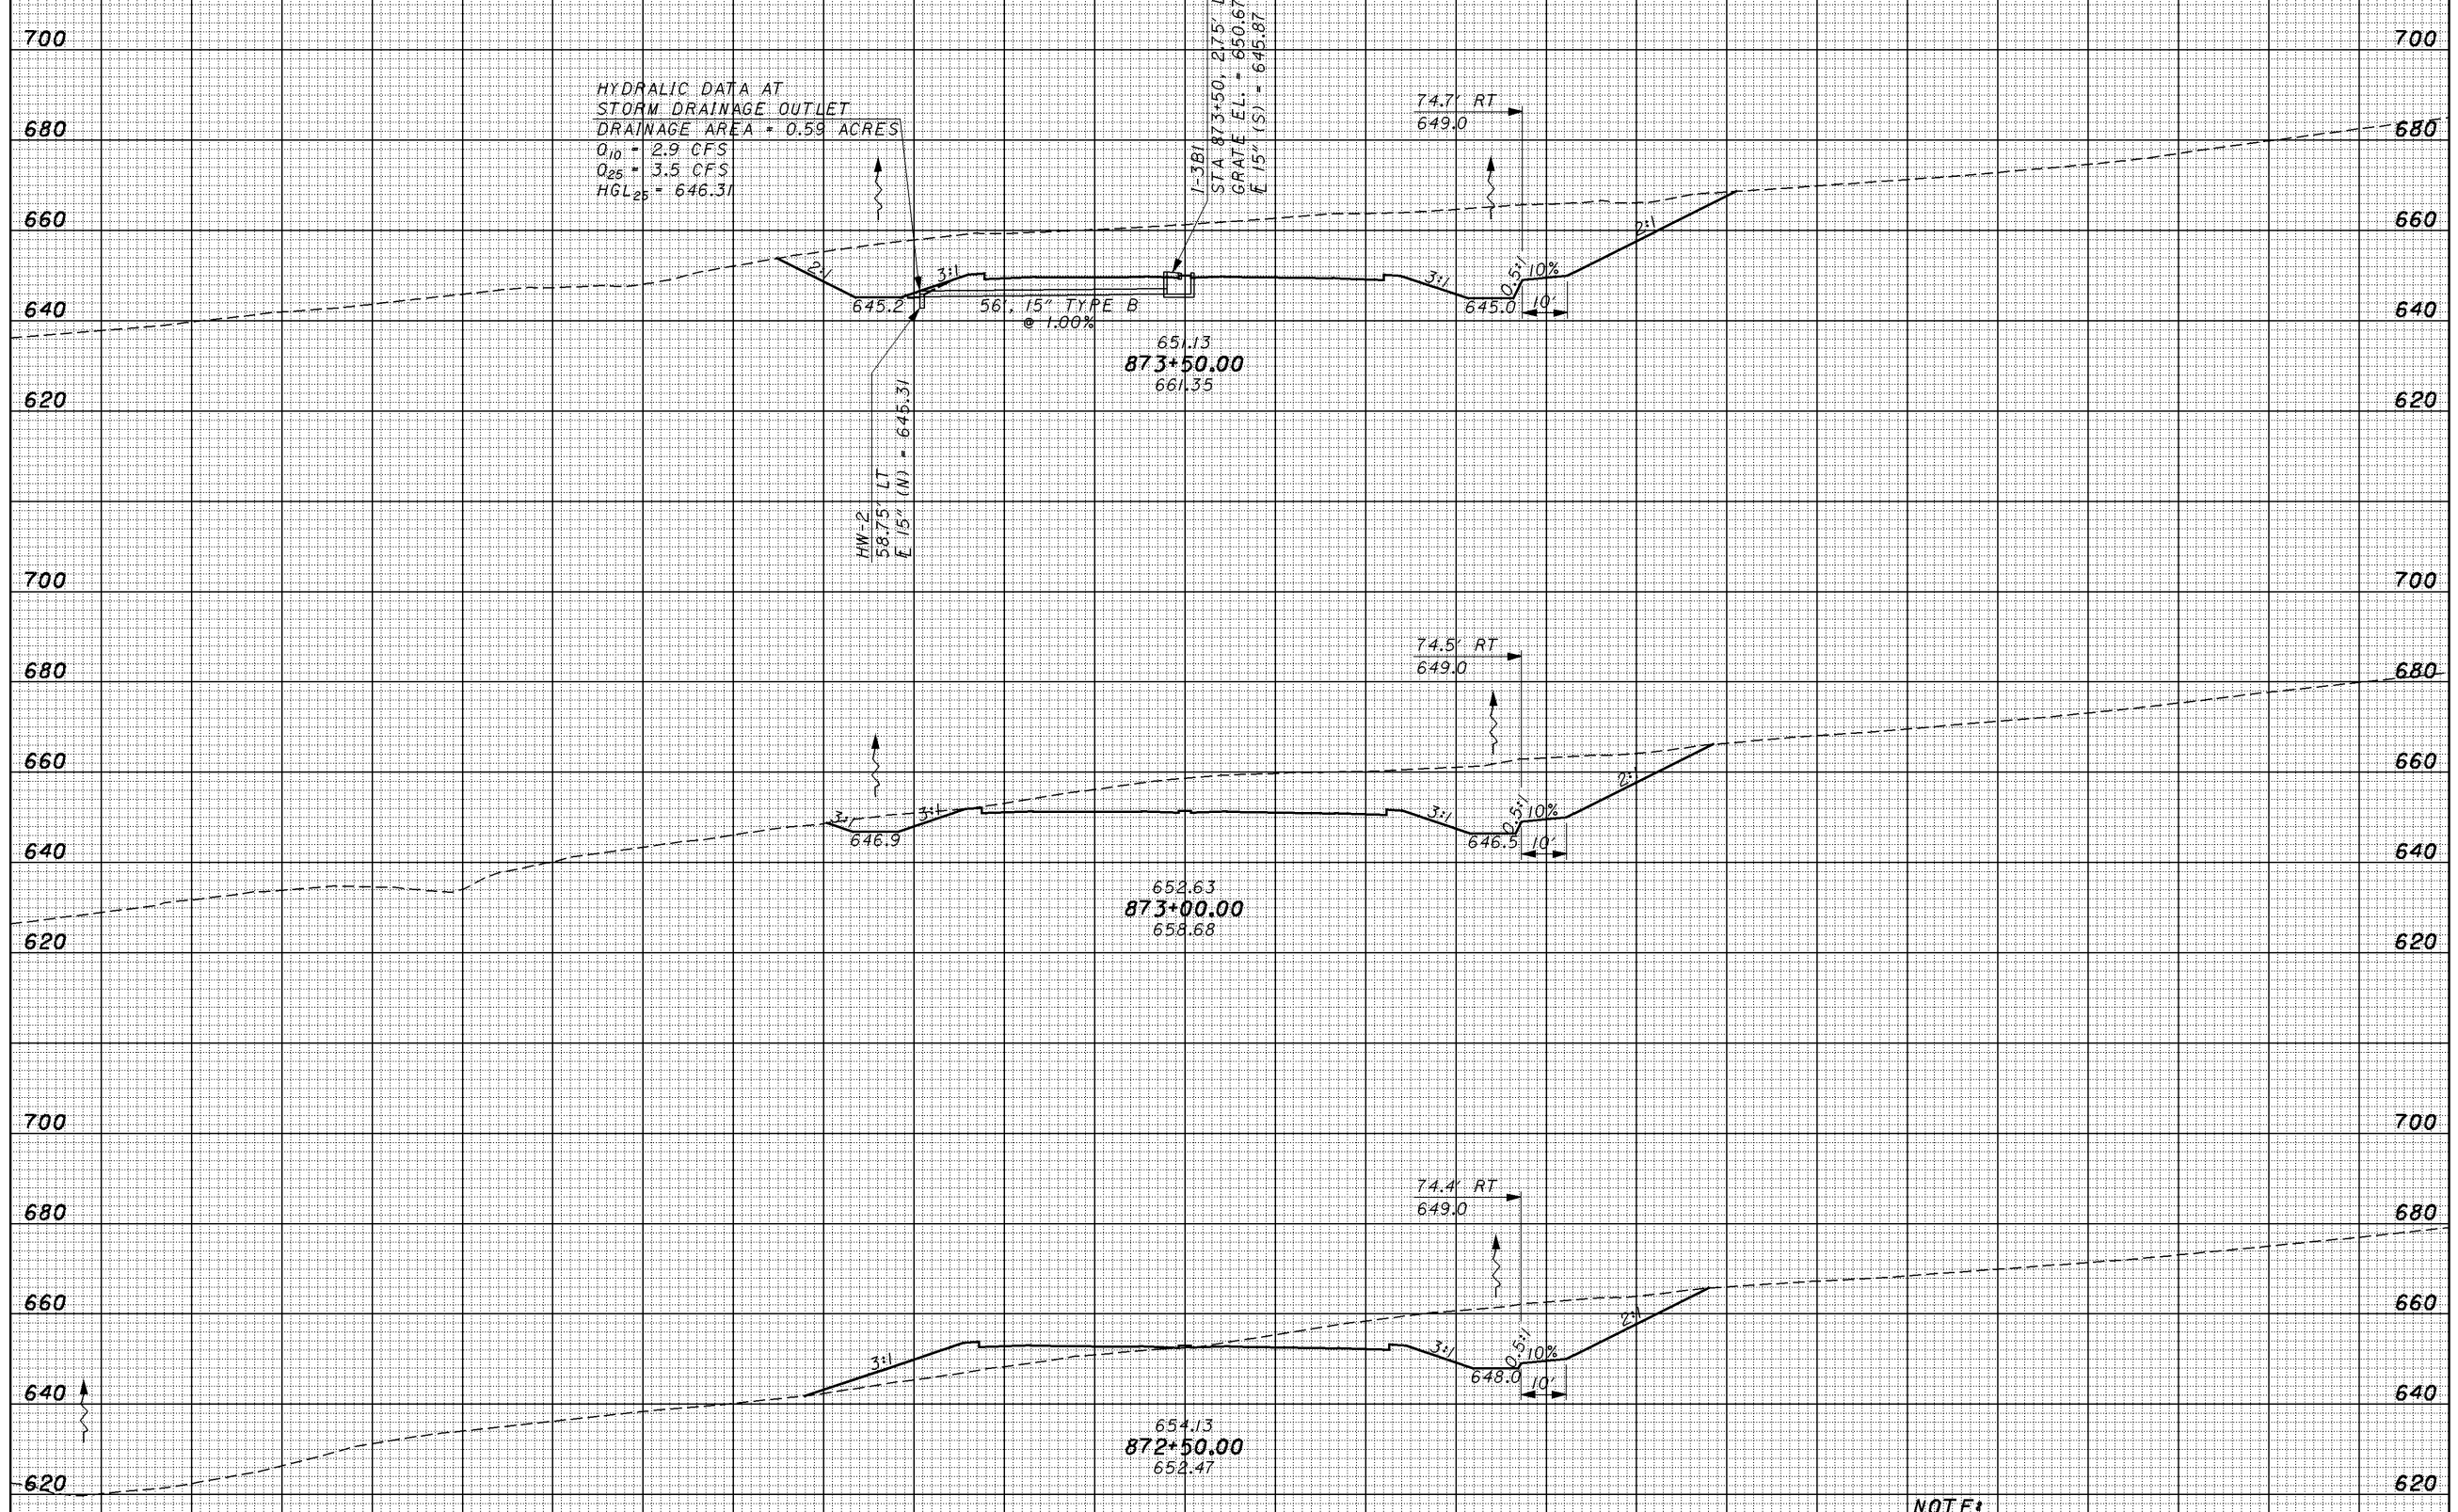 700 700
HYDRALIC DATA AT
STORM DRAINAGE OUTLET
DRAINAGE AREA = 0.59 ACRES
Q10 = 2.9 CFS
Q25 = 3.5 CFS
HGL25 = 646.31
I-3B1
STA 873+50, 2.75'
GRATE EL. = 650.67
℄ 15" (S) = 645.87
74.7' RT
649.0
680 680
660 660
2:1 3:1 3:1 0.5:1 10% 2:1
645.2 56', 15" TYPE B 645.0 10'
@ 1.00%
640 640
651.13
873+50.00
661.35
620 620
HW-2
58.75' LT
℄ 15" (N) = 645.31
700 700
74.5' RT
649.0
680 680
660 660
3:1 3:1 3:1 0.5:1 10% 2:1
646.9 646.5 10'
640 640
652.63
873+00.00
658.68
620 620
700 700
74.4' RT
649.0
680 680
660 660
3:1 3:1 0.5:1 10% 2:1
648.0 10'
640 640
654.13
872+50.00
652.47
620 620
NOTE: